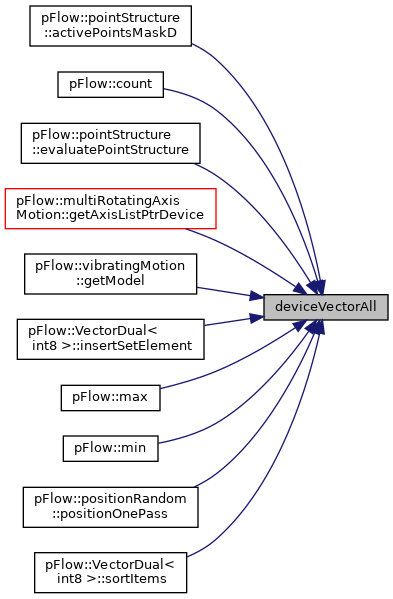 pFlow::pointStructure
::activePointsMaskD
pFlow::count
pFlow::pointStructure
::evaluatePointStructure
pFlow::multiRotatingAxis
Motion::getAxisListPtrDevice
pFlow::vibratingMotion
::getModel
deviceVectorAll
pFlow::VectorDual<
int8 >::insertSetElement
pFlow::max
pFlow::min
pFlow::positionRandom
::positionOnePass
pFlow::VectorDual<
int8 >::sortItems